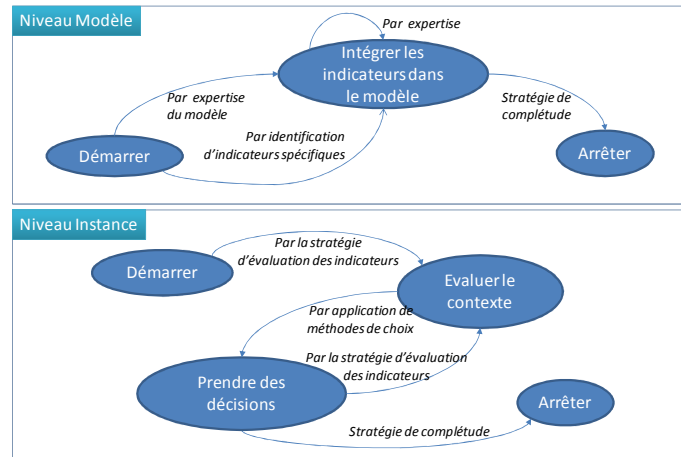 Niveau Modèle
Par expertise
Intégrer les
indicateurs dans
le modèle
Par expertise
du modèle
Stratégie de
complétude
Par identification
d'indicateurs spécifiques
Démarrer
Arrêter
Niveau Instance
Par la stratégie
d'évaluation des indicateurs
Démarrer
Evaluer le
contexte
Par application de
méthodes de choix
Par la stratégie d'évaluation
des indicateurs
Prendre des
décisions
Arrêter
Stratégie de complétude